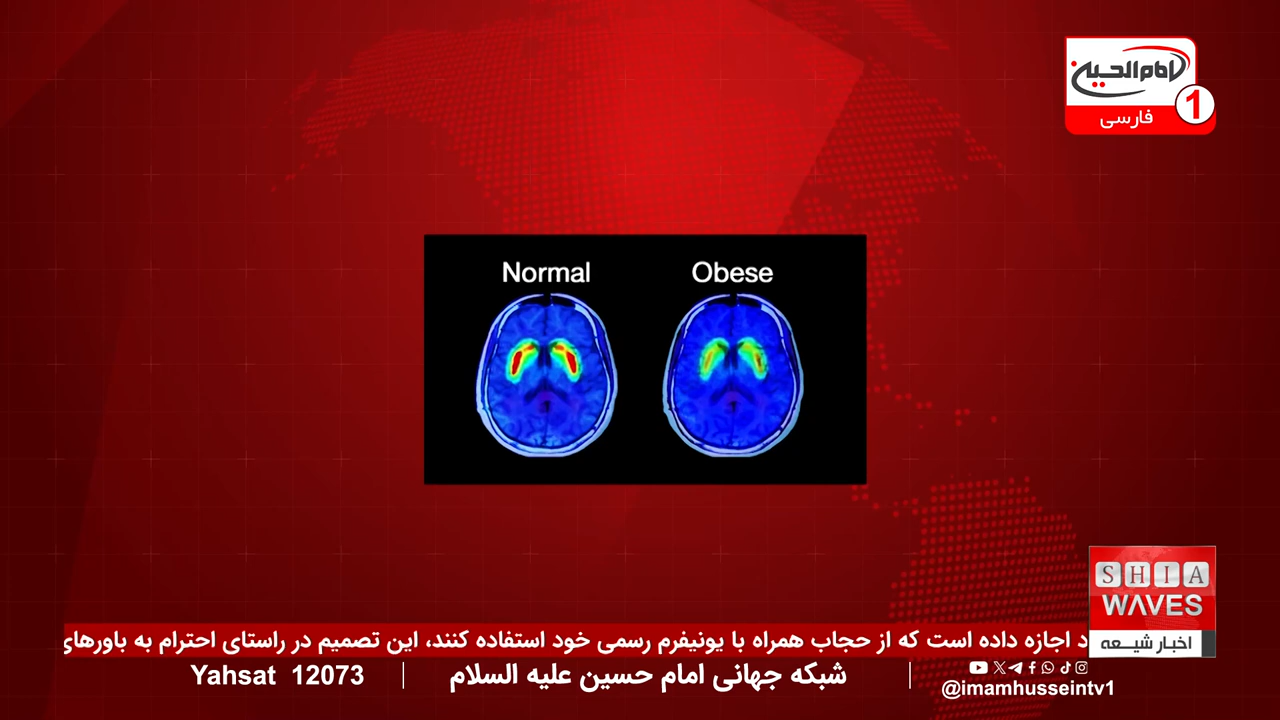 امام الحسین
1
فارسی
Normal Obese
SHIA
WAVES
اخبار شیعه
د اجازه داده است که از حجاب همراه با یونیفرم رسمی خود استفاده کنند، این تصمیم در راستای احترام به باورهای
Yahsat 12073 | شبکه جهانی امام حسین علیه السلام | @imamhusseintv1